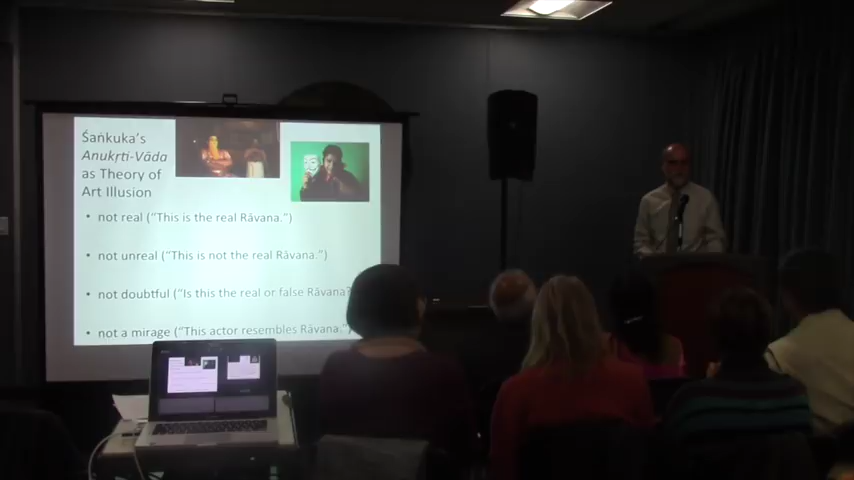 Śaṅkuka's
Anukṛti-Vāda
as Theory of
Art Illusion
• not real ("This is the real Rāvana.")
• not unreal ("This is not the real Rāvana.")
• not doubtful ("Is this the real or false Rāvana?
• not a mirage ("This actor resembles Rāvana.")